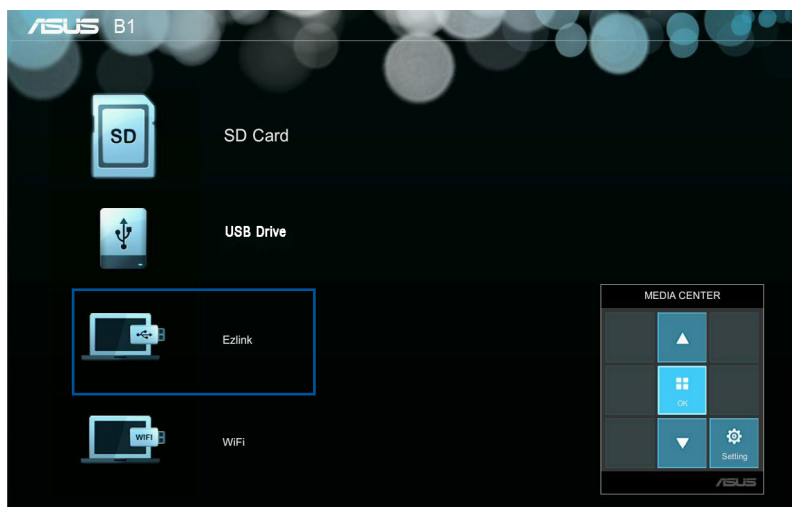 ASUS B1
SD
SD Card
USB Drive
Ezlink
WIFI
WiFi
MEDIA CENTER
OK
Setting
ASUS